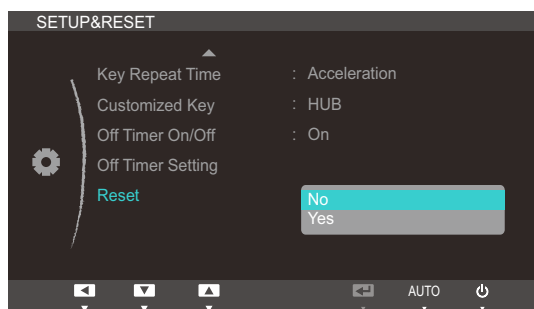 SETUP&RESET
Key Repeat Time : Acceleration
Customized Key : HUB
Off Timer On/Off : On
Off Timer Setting
Reset
No
Yes
AUTO